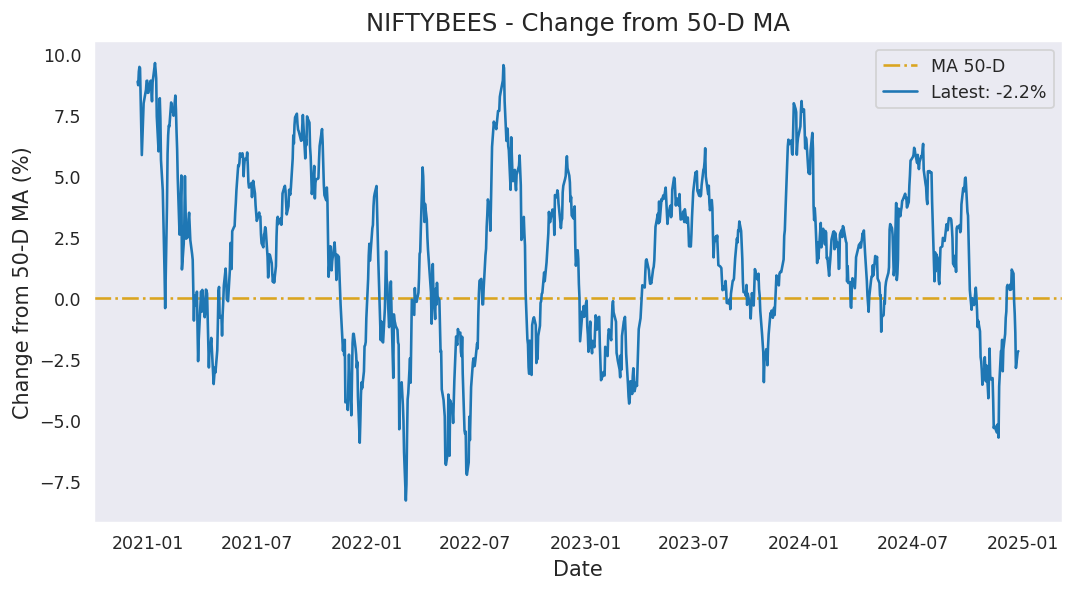 NIFTYBEES - Change from 50-D MA
MA 50-D
Latest: -2.2%
Change from 50-D MA (%)
10.0
7.5
5.0
2.5
0.0
−2.5
−5.0
−7.5
2021-01 2021-07 2022-01 2022-07 2023-01 2023-07 2024-01 2024-07 2025-01
Date